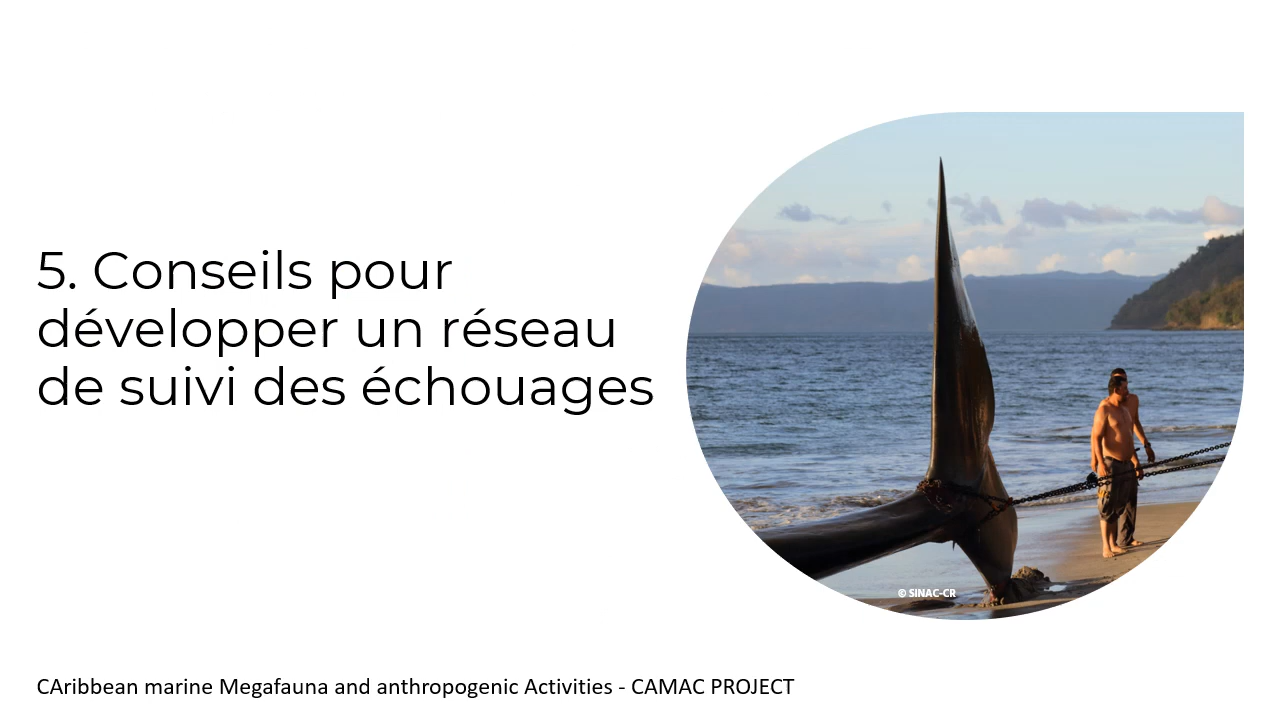 5. Conseils pour
développer un réseau
de suivi des échouages
© SINAC-CR
CAribbean marine Megafauna and anthropogenic Activities - CAMAC PROJECT